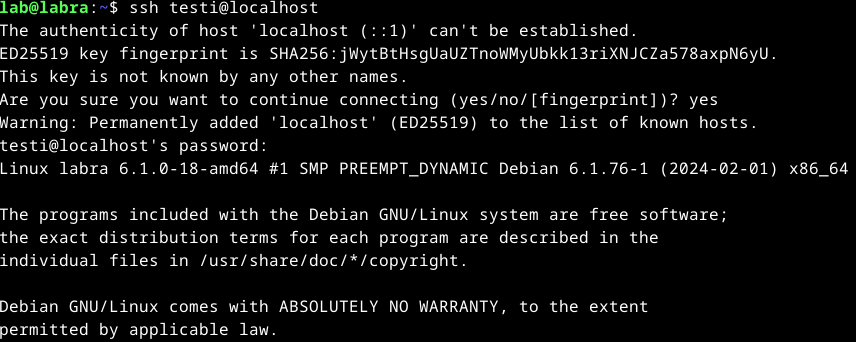 lab@labra:~$ ssh testi@localhost
The authenticity of host 'localhost (::1)' can't be established.
ED25519 key fingerprint is SHA256:jWytBtHsgUaUZTnoWMyUbkk13riXNJCZa578axpN6yU.
This key is not known by any other names.
Are you sure you want to continue connecting (yes/no/[fingerprint])? yes
Warning: Permanently added 'localhost' (ED25519) to the list of known hosts.
testi@localhost's password:
Linux labra 6.1.0-18-amd64 #1 SMP PREEMPT_DYNAMIC Debian 6.1.76-1 (2024-02-01) x86_64
The programs included with the Debian GNU/Linux system are free software;
the exact distribution terms for each program are described in the
individual files in /usr/share/doc/*/copyright.
Debian GNU/Linux comes with ABSOLUTELY NO WARRANTY, to the extent
permitted by applicable law.